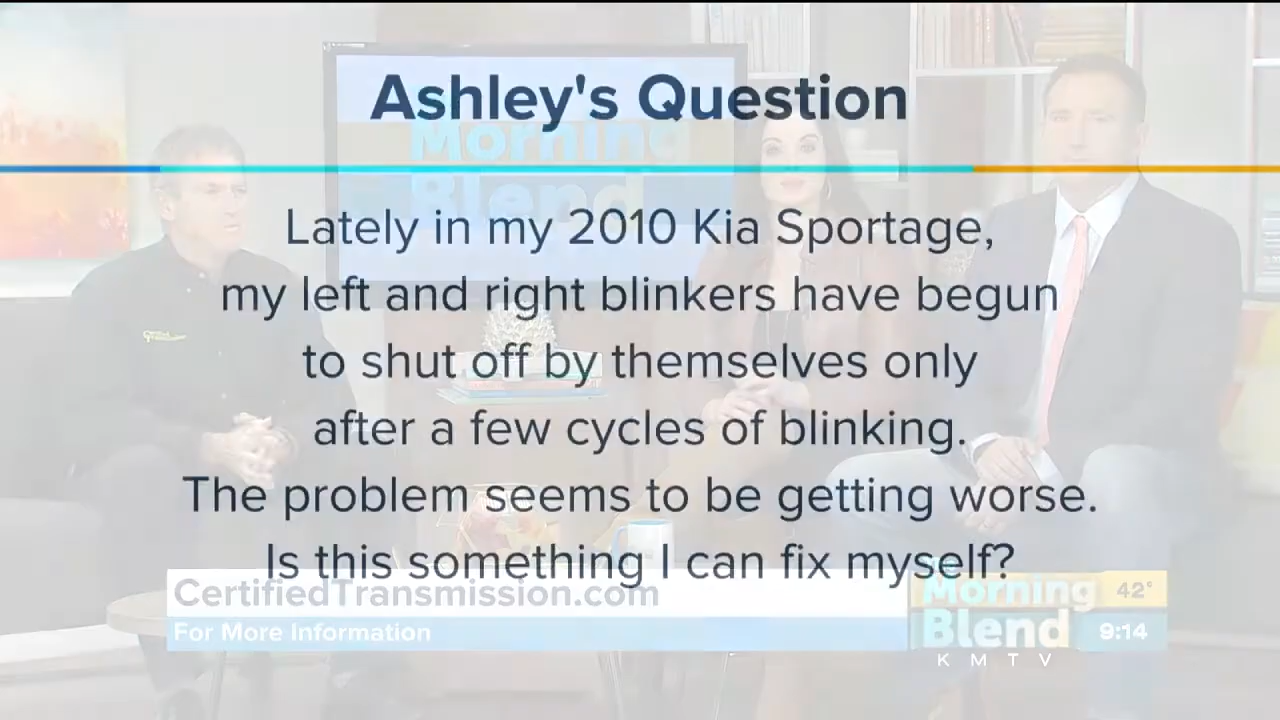 Ashley's Question
Morning
Blend
Lately in my 2010 Kia Sportage,
my left and right blinkers have begun
to shut off by themselves only
after a few cycles of blinking.
The problem seems to be getting worse.
Is this something I can fix myself?
CertifiedTransmission.com
For More Information
Morning
Blend
KMTV
42°
9:14